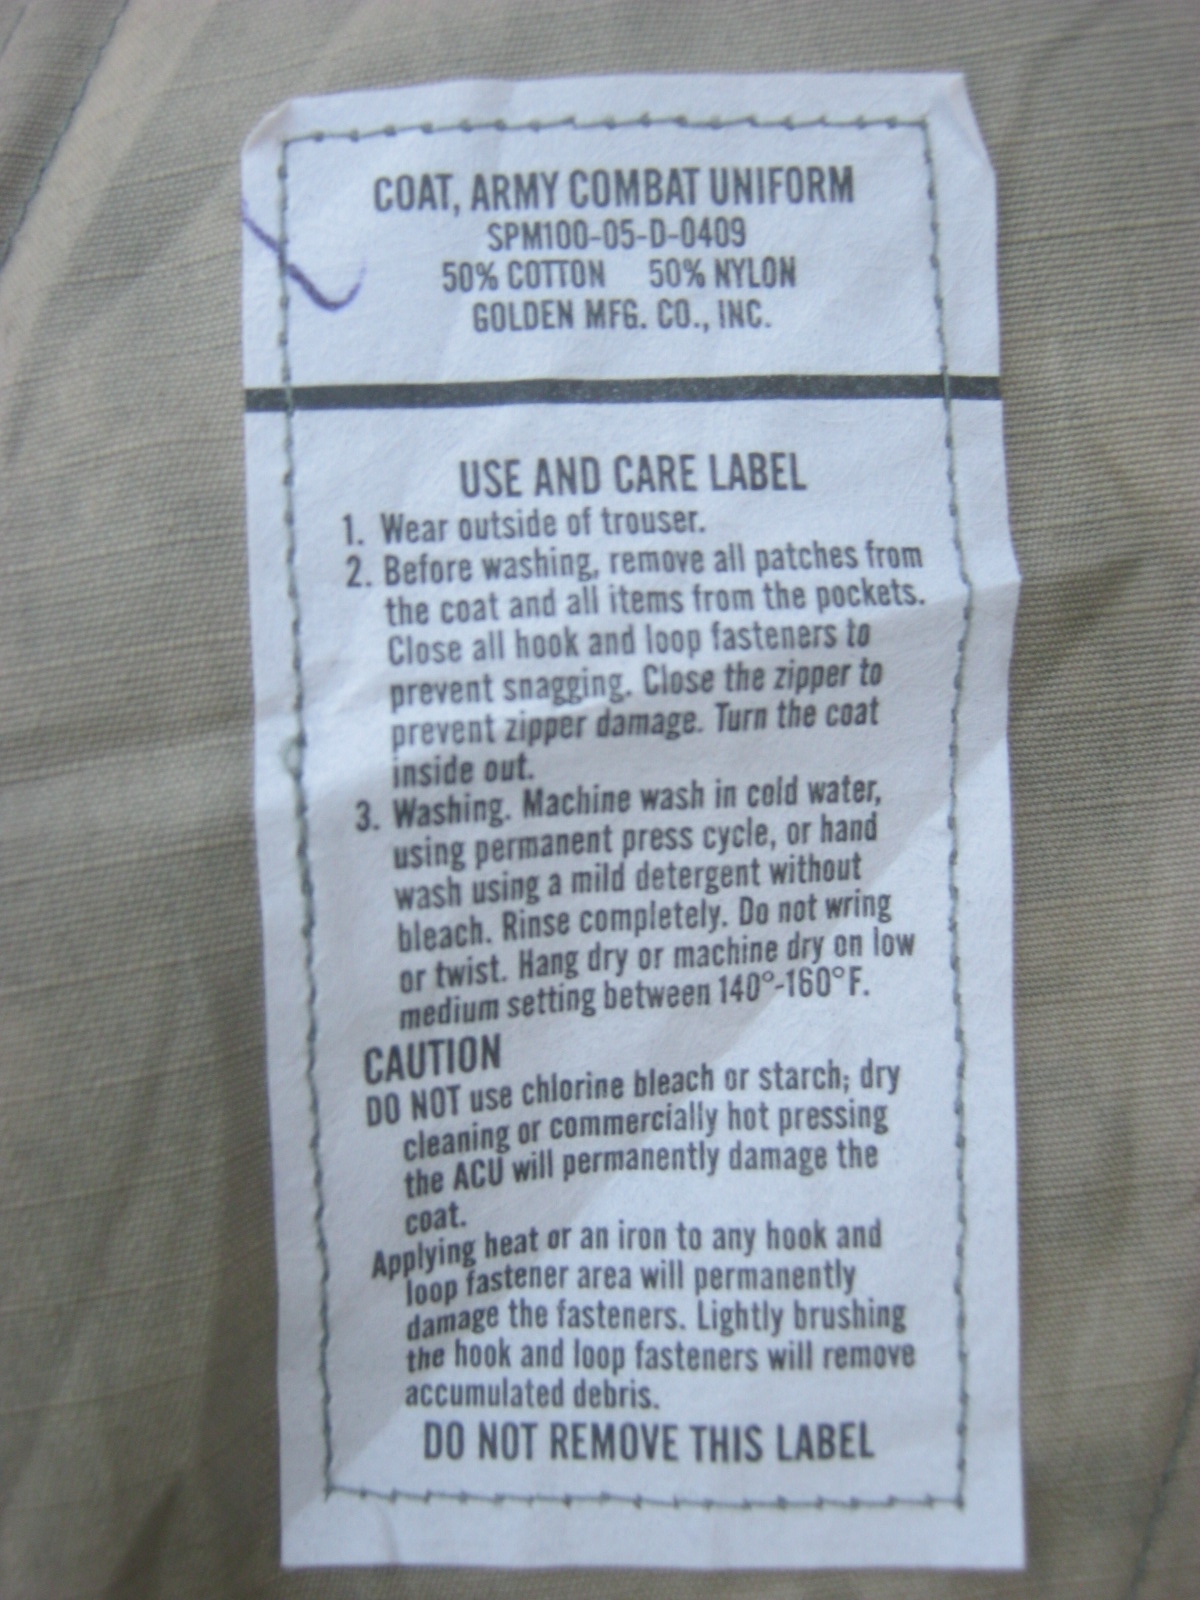 COAT, ARMY COMBAT UNIFORM
SPM100-05-D-0409
50% COTTON 50% NYLON
GOLDEN MFG. CO., INC.
USE AND CARE LABEL
1. Wear outside of trouser.
2. Before washing, remove all patches from
the coat and all items from the pockets.
Close all hook and loop fasteners to
prevent snagging. Close the zipper to
prevent zipper damage. Turn the coat
inside out.
3. Washing. Machine wash in cold water,
using permanent press cycle, or hand
wash using a mild detergent without
bleach. Rinse completely. Do not wring
or twist. Hang dry or machine dry on low
medium setting between 140°-160°F.
CAUTION
DO NOT use chlorine bleach or starch; dry
cleaning or commercially hot pressing
the ACU will permanently damage the
coat.
Applying heat or an iron to any hook and
loop fastener area will permanently
damage the fasteners. Lightly brushing
the hook and loop fasteners will remove
accumulated debris.
DO NOT REMOVE THIS LABEL